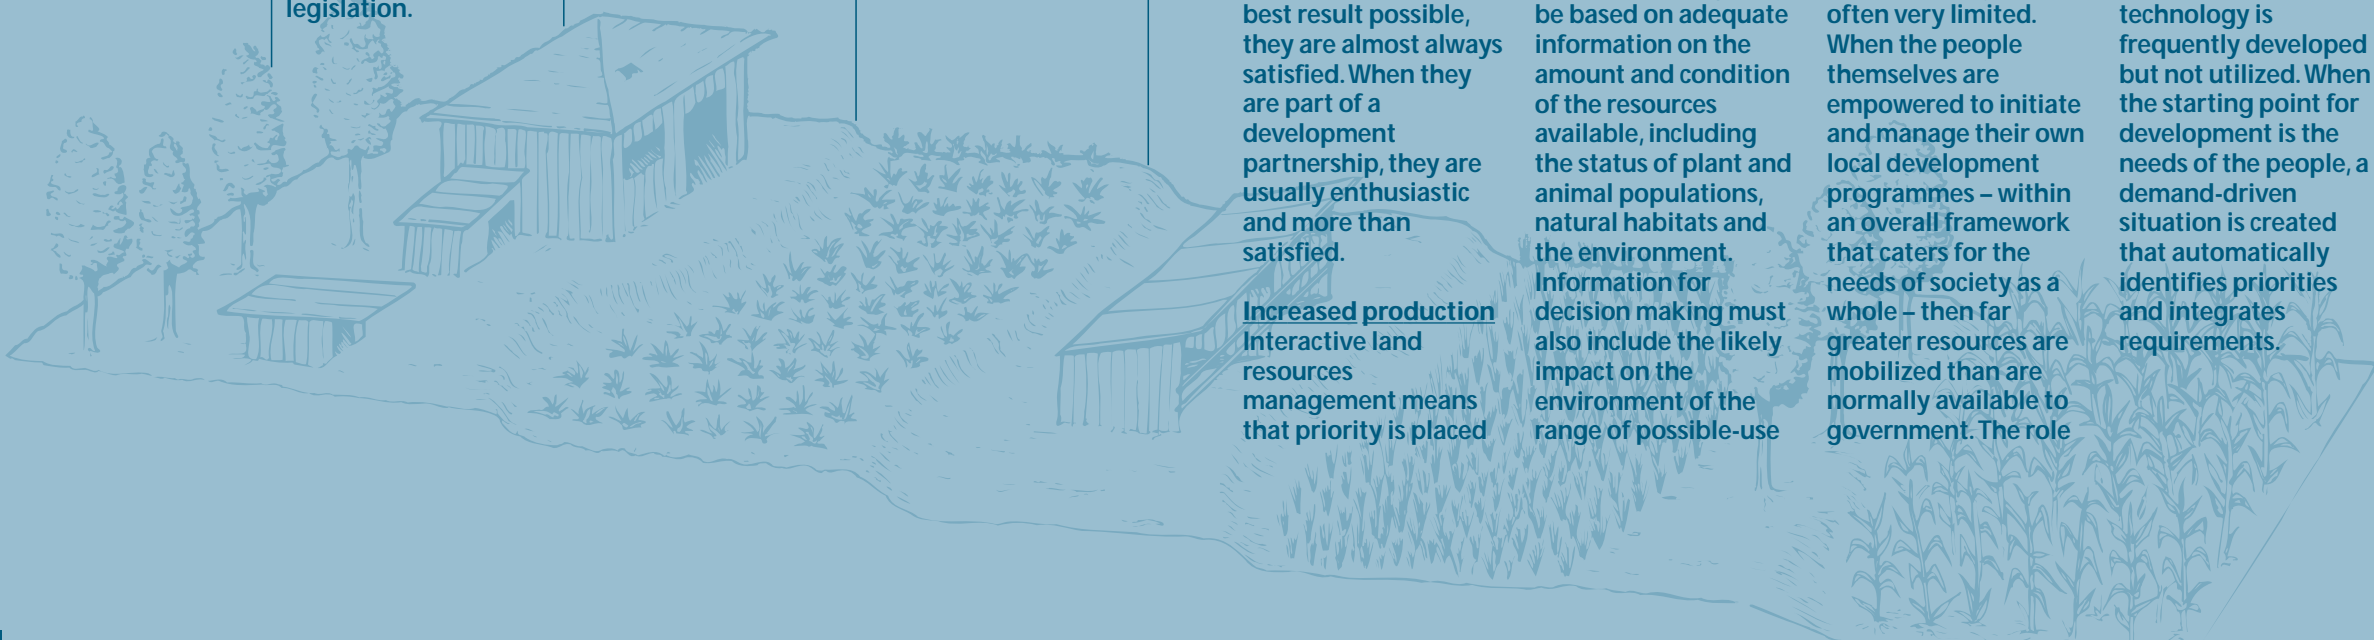 legislation.
best result possible,
they are almost always
satisfied. When they
are part of a
development
partnership, they are
usually enthusiastic
and more than
satisfied.
Increased production
Interactive land
resources
management means
that priority is placed
be based on adequate
information on the
amount and condition
of the resources
available, including
the status of plant and
animal populations,
natural habitats and
the environment.
Information for
decision making must
also include the likely
impact on the
environment of the
range of possible-use
often very limited.
When the people
themselves are
empowered to initiate
and manage their own
local development
programmes – within
an overall framework
that caters for the
needs of society as a
whole – then far
greater resources are
mobilized than are
normally available to
government. The role
technology is
frequently developed
but not utilized. When
the starting point for
development is the
needs of the people, a
demand-driven
situation is created
that automatically
identifies priorities
and integrates
requirements.